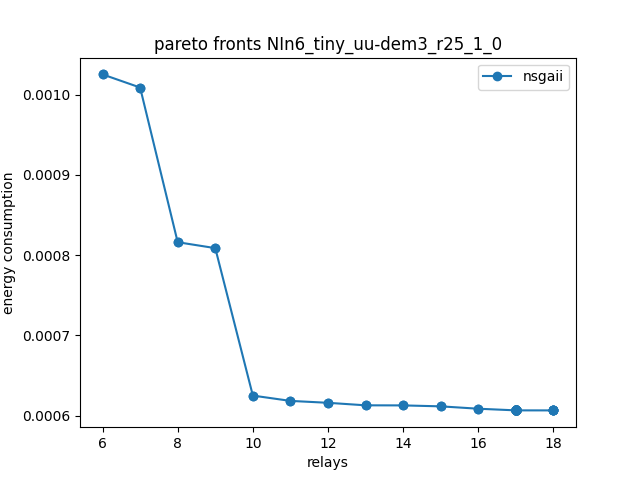 pareto fronts NIn6_tiny_uu-dem3_r25_1_0
nsgaii
0.0010
0.0009
0.0008
0.0007
0.0006
energy consumption
6 8 10 12 14 16 18
relays